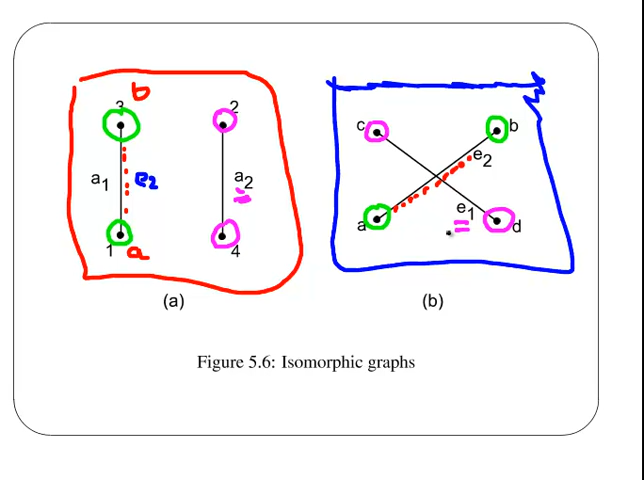 b
3 2 c b
a1 e2 a2 e2
e1
1 a 4 a d
(a) (b)
Figure 5.6: Isomorphic graphs